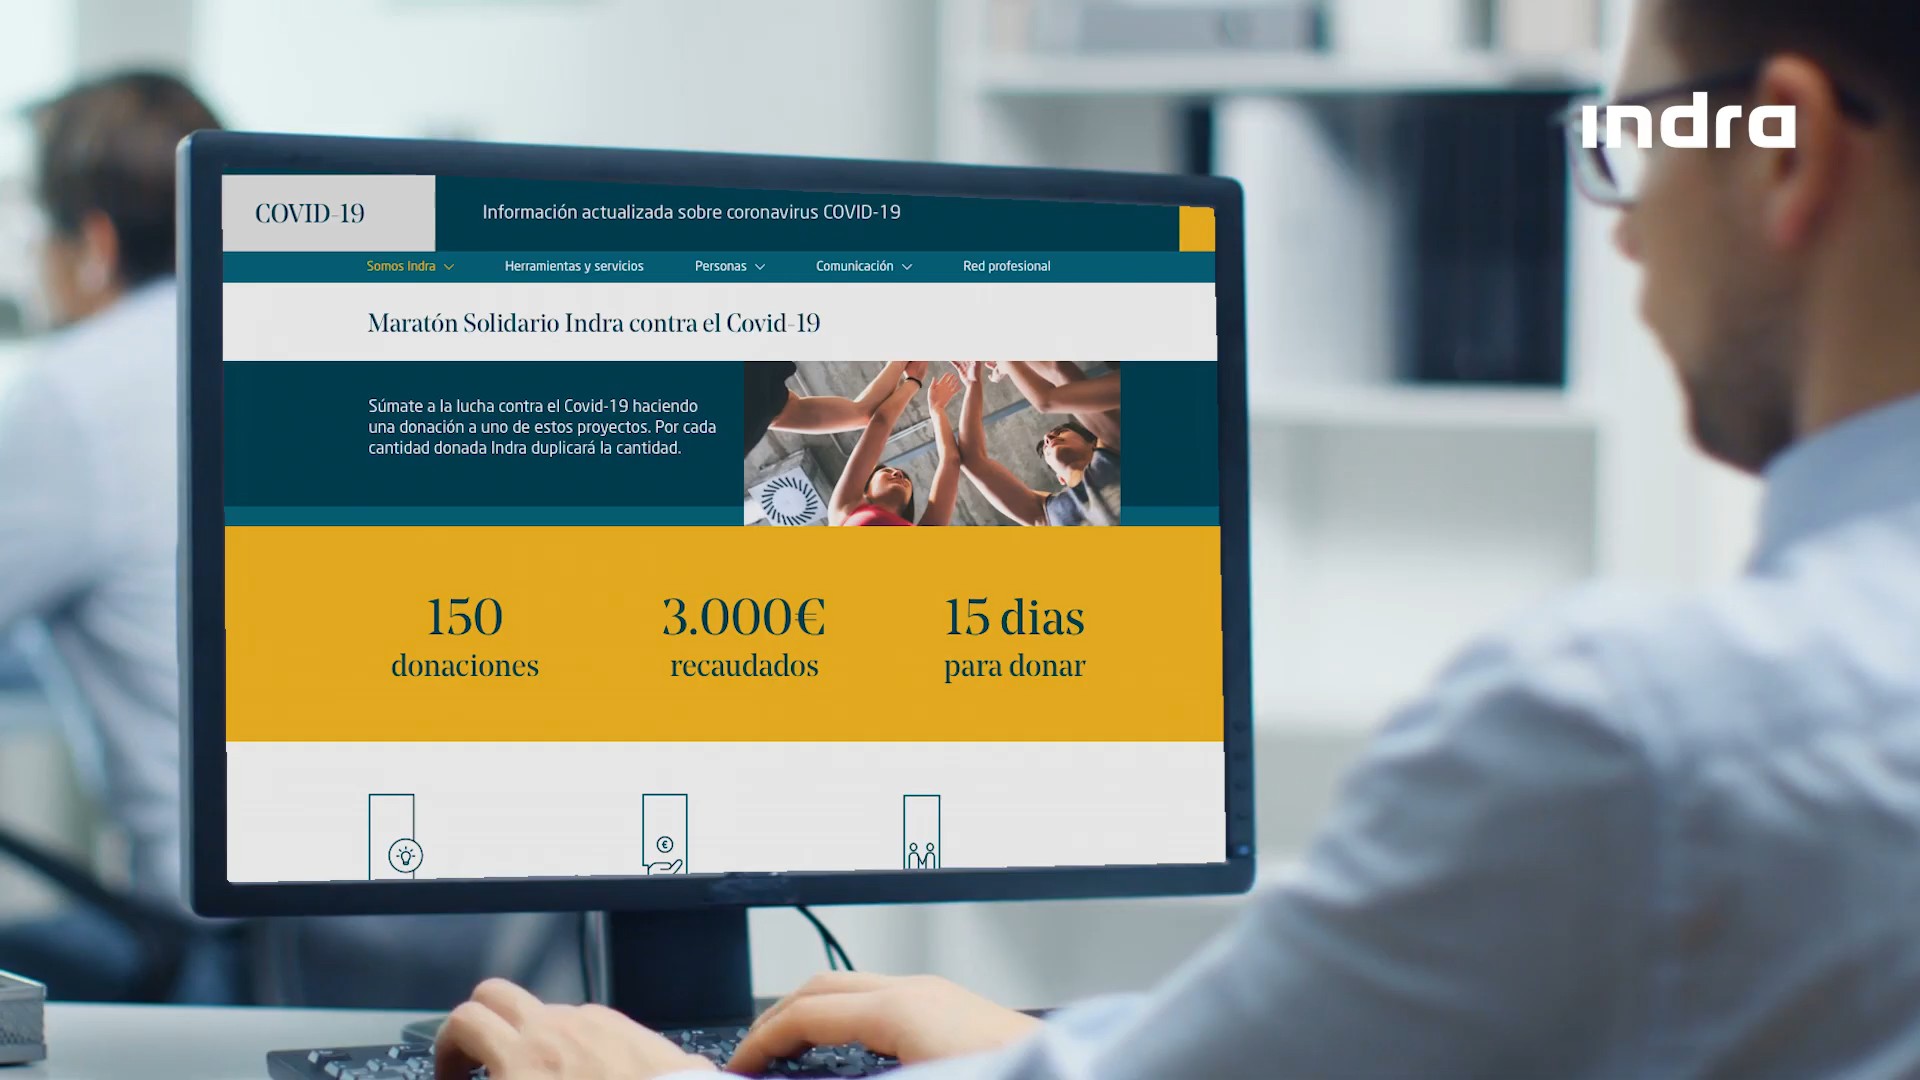 indra
COVID-19
Información actualizada sobre coronavirus COVID-19
Somos Indra
Herramientas y servicios
Personas
Comunicación
Red profesional
Maratón Solidario Indra contra el Covid-19
Súmate a la lucha contra el Covid-19 haciendo
una donación a uno de estos proyectos. Por cada
cantidad donada Indra duplicará la cantidad.
150
donaciones
3.000€
recaudados
15 dias
para donar
€